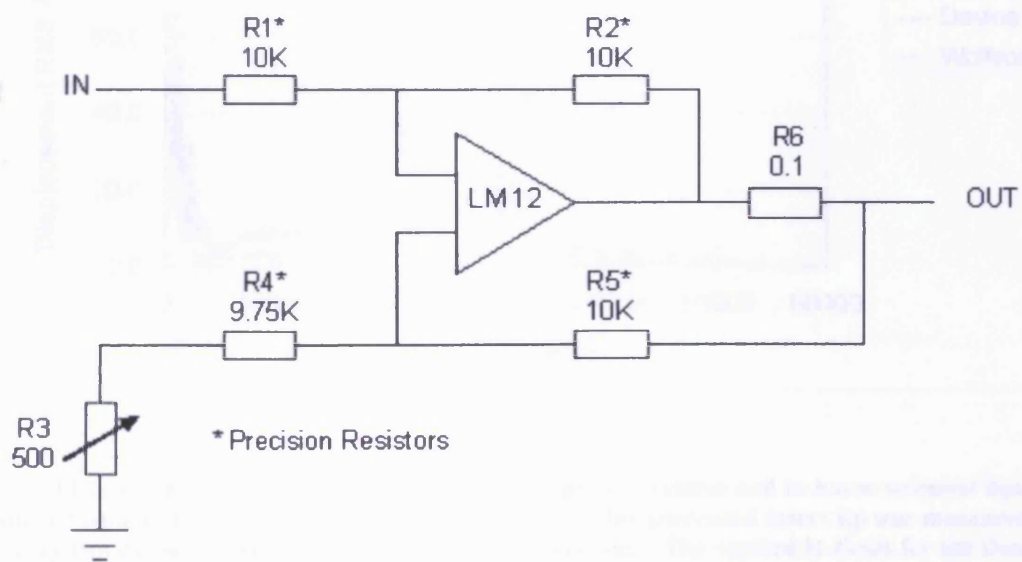 R1*
10K
R2*
10K
IN
R6
0.1
LM12
OUT
R4*
9.75K
R5*
10K
R3
500
* Precision Resistors